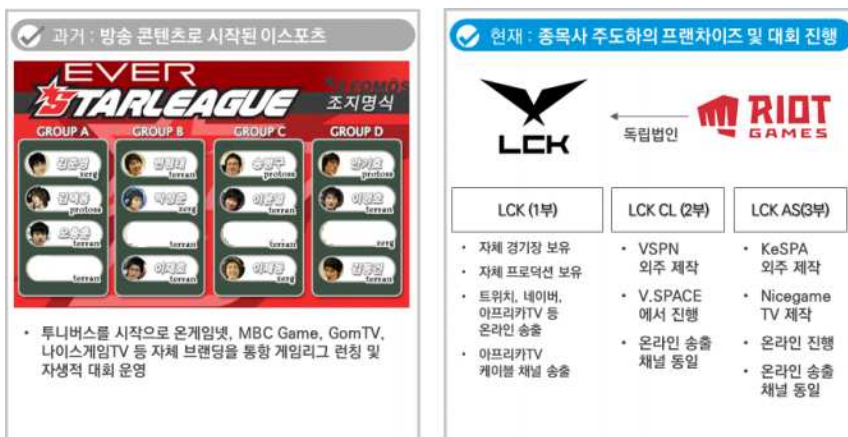 과거 : 방송 콘텐츠로 시작된 이스포츠
EVER
STARLEAGUE
조지명식
GROUP A
GROUP B
GROUP C
GROUP D
zerg
protoss
terran
terran
terran
zerg
terran
terran
protoss
terran
terran
zerg
protoss
terran
zerg
terran
• 투니버스를 시작으로 온게임넷, MBC Game, GomTV,
나이스게임TV 등 자체 브랜딩을 통항 게임리그 런칭 및
자생적 대회 운영
현재 : 종목사 주도하의 프랜차이즈 및 대회 진행
LCK
독립법인
RIOT
GAMES
LCK (1부)
• 자체 경기장 보유
• 자체 프로덕션 보유
• 트위치, 네이버,
아프리카TV 등
온라인 송출
• 아프리카TV
케이블 채널 송출
LCK CL (2부)
• VSPN
외주 제작
• V.SPACE
에서 진행
• 온라인 송출
채널 동일
LCK AS(3부)
• KeSPA
외주 제작
• Nicegame
TV 제작
• 온라인 진행
• 온라인 송출
채널 동일